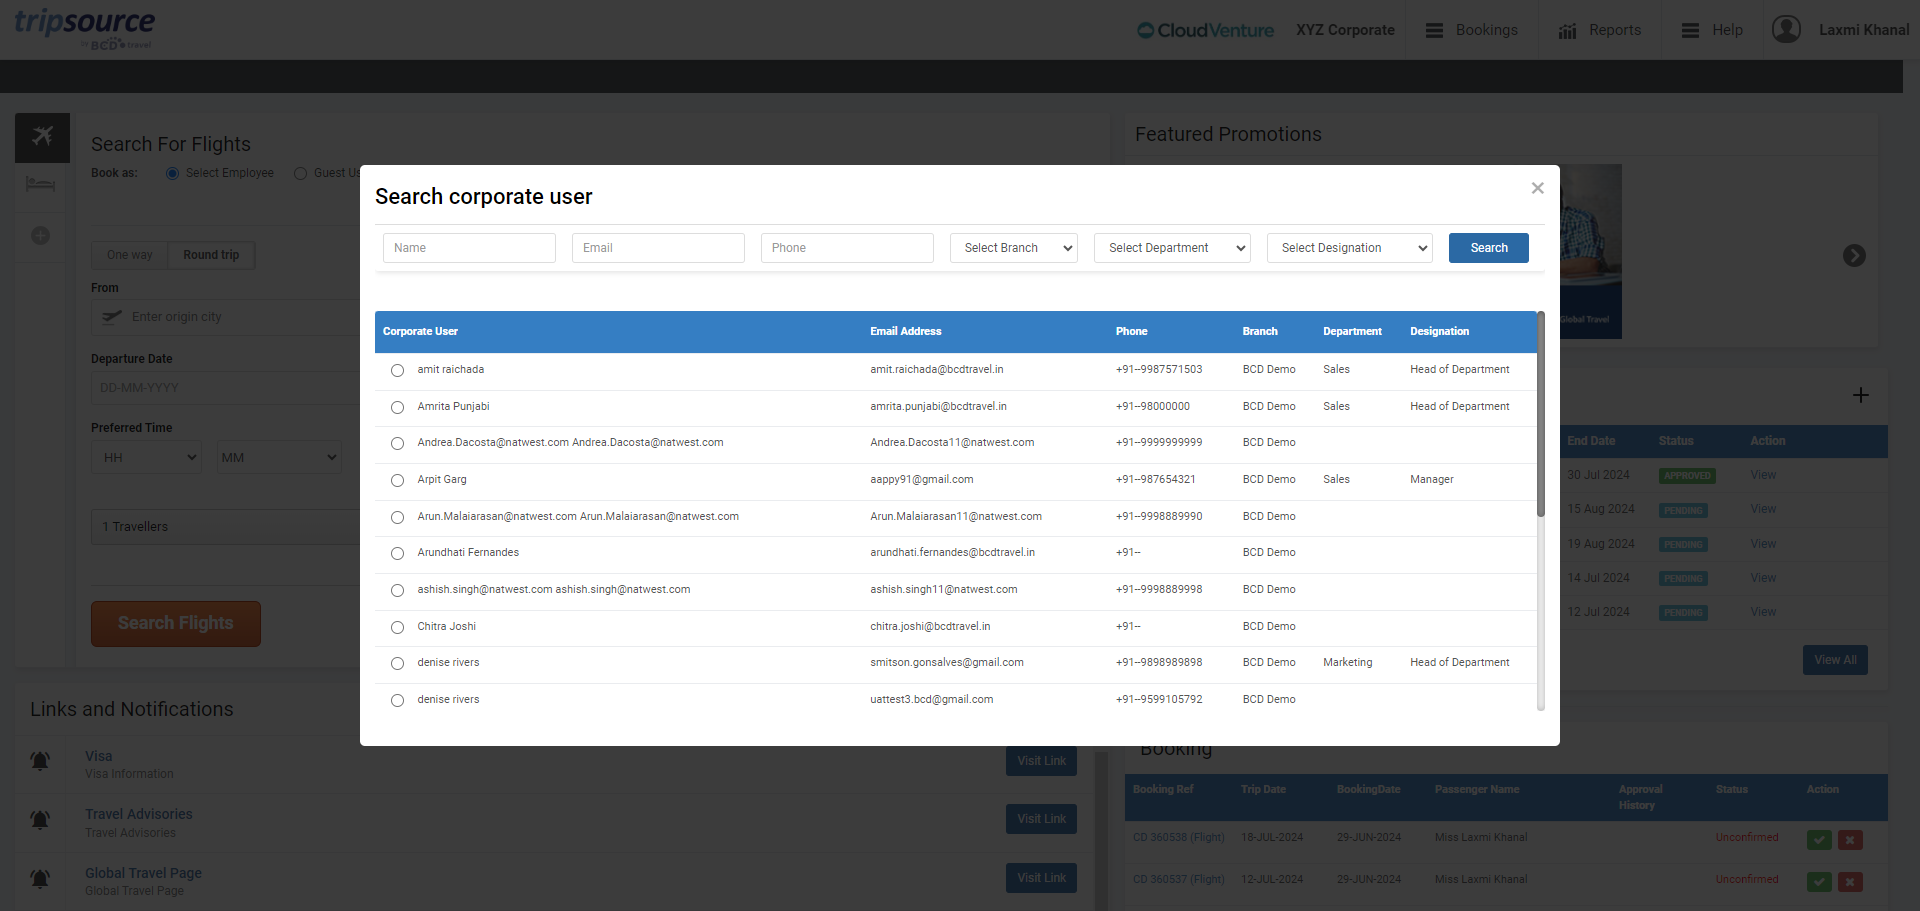 tripsource
by BCD travel
CloudVenture
XYZ Corporate
Bookings
Reports
Help
Laxmi Khanal
Search For Flights
Book as:
Select Employee
Guest Us
One way
Round trip
From
Enter origin city
Departure Date
DD-MM-YYYY
Preferred Time
HH
MM
1 Travellers
Search Flights
Featured Promotions
Global Travel
Search corporate user
×
Name
Email
Phone
Select Branch
Select Department
Select Designation
Search
Corporate User Email Address Phone Branch Department Designation
amit raichada amit.raichada@bcdtravel.in +91--9987571503 BCD Demo Sales Head of Department
Amrita Punjabi amrita.punjabi@bcdtravel.in +91--98000000 BCD Demo Sales Head of Department
Andrea.Dacosta@natwest.com Andrea.Dacosta@natwest.com Andrea.Dacosta11@natwest.com +91--9999999999 BCD Demo
Arpit Garg aappy91@gmail.com +91--987654321 BCD Demo Sales Manager
Arun.Malaiarasan@natwest.com Arun.Malaiarasan@natwest.com Arun.Malaiarasan11@natwest.com +91--9998889990 BCD Demo
Arundhati Fernandes arundhati.fernandes@bcdtravel.in +91-- BCD Demo
ashish.singh@natwest.com ashish.singh@natwest.com ashish.singh11@natwest.com +91--9998889998 BCD Demo
Chitra Joshi chitra.joshi@bcdtravel.in +91-- BCD Demo
denise rivers smitson.gonsalves@gmail.com +91--9898989898 BCD Demo Marketing Head of Department
denise rivers uattest3.bcd@gmail.com +91--9599105792 BCD Demo
End Date Status Action
30 Jul 2024 APPROVED View
15 Aug 2024 PENDING View
19 Aug 2024 PENDING View
14 Jul 2024 PENDING View
12 Jul 2024 PENDING View
View All
Links and Notifications
Visa
Visa Information
Visit Link
Travel Advisories
Travel Advisories
Visit Link
Global Travel Page
Global Travel Page
Visit Link
Booking
Booking Ref Trip Date BookingDate Passenger Name Approval History Status Action
CD 360538 (Flight) 18-JUL-2024 29-JUN-2024 Miss Laxmi Khanal Unconfirmed
CD 360537 (Flight) 12-JUL-2024 29-JUN-2024 Miss Laxmi Khanal Unconfirmed